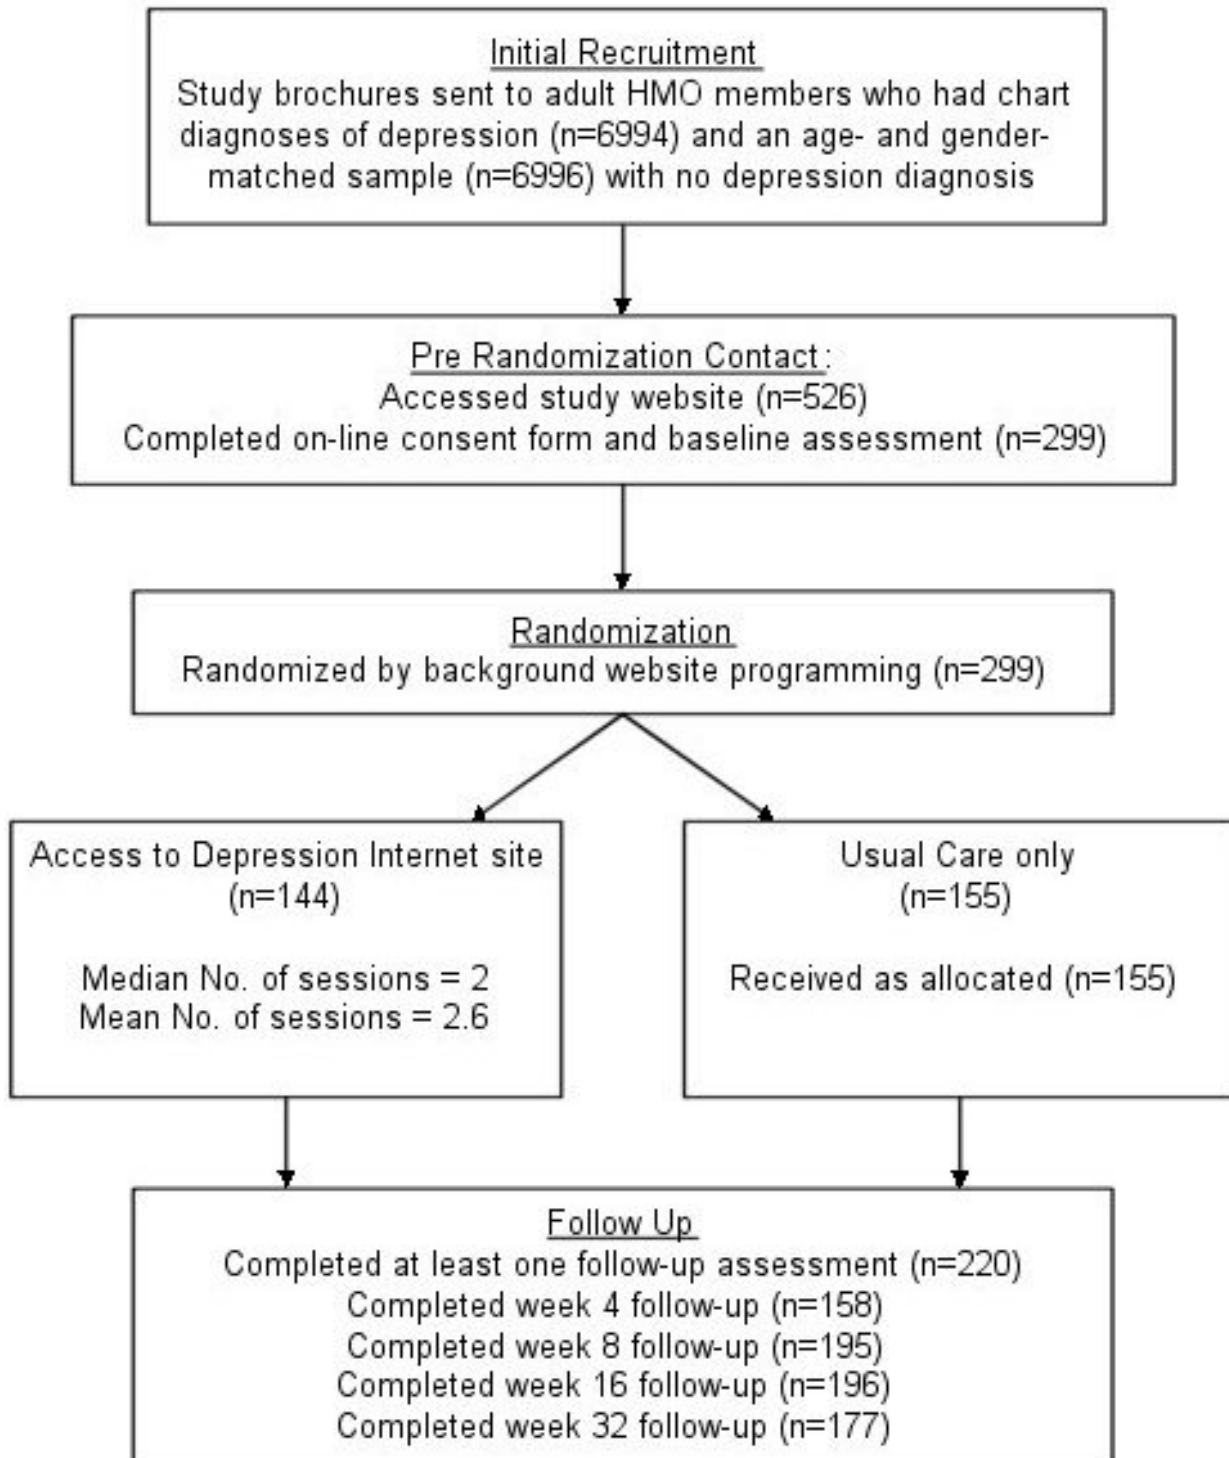 Initial Recruitment
Study brochures sent to adult HMO members who had chart
diagnoses of depression (n=6994) and an age- and gender-
matched sample (n=6996) with no depression diagnosis
Pre Randomization Contact:
Accessed study website (n=526)
Completed on-line consent form and baseline assessment (n=299)
Randomization
Randomized by background website programming (n=299)
Access to Depression Internet site
(n=144)
Median No. of sessions = 2
Mean No. of sessions = 2.6
Usual Care only
(n=155)
Received as allocated (n=155)
Follow Up
Completed at least one follow-up assessment (n=220)
Completed week 4 follow-up (n=158)
Completed week 8 follow-up (n=195)
Completed week 16 follow-up (n=196)
Completed week 32 follow-up (n=177)